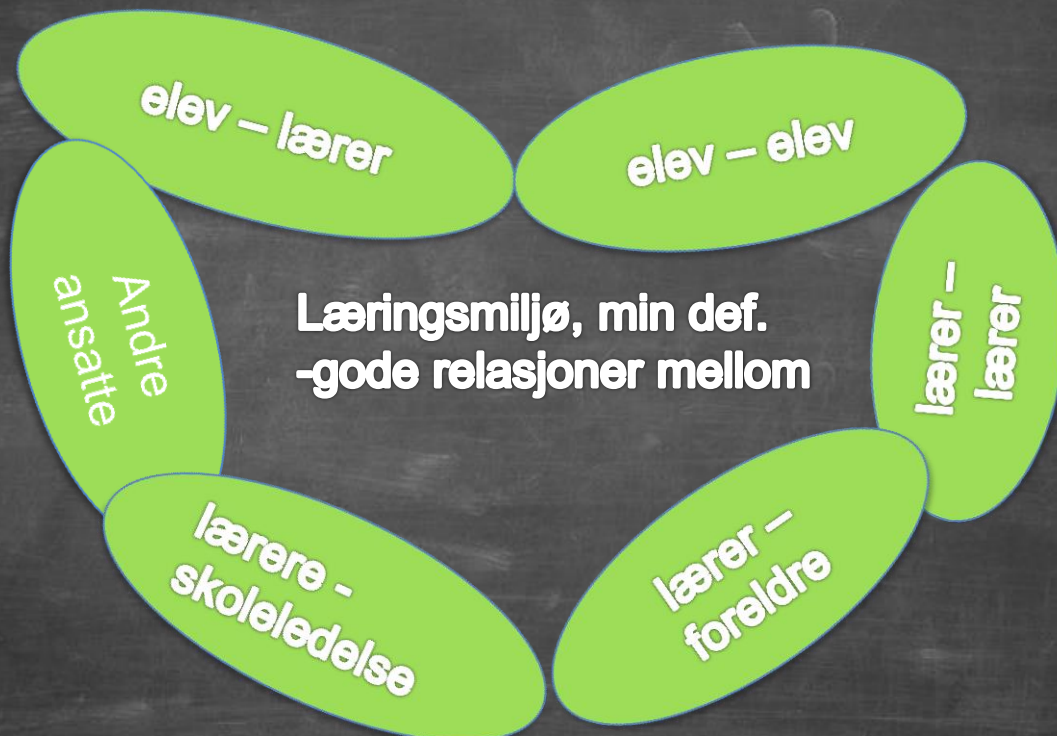 elev – lærer
elev – elev
Andre
ansatte
Læringsmiljø, min def.
-gode relasjoner mellom
lærer –
lærer
lærere -
skoleledelse
lærer –
foreldre